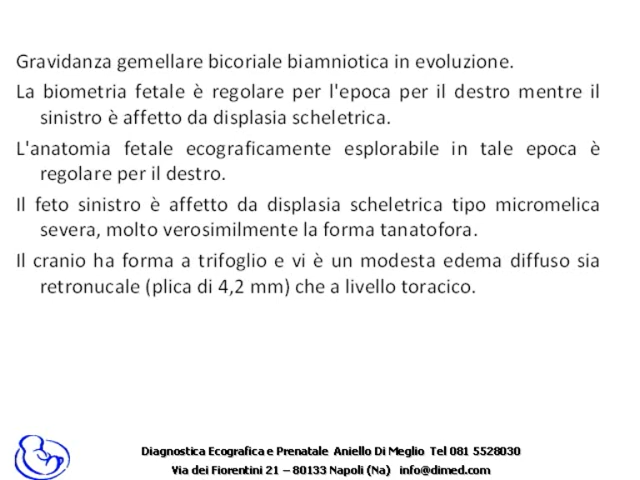 Gravidanza gemellare bicoriale biamniotica in evoluzione.
La biometria fetale è regolare per l'epoca per il destro mentre il
sinistro è affetto da displasia scheletrica.
L'anatomia fetale ecograficamente esplorabile in tale epoca è
regolare per il destro.
Il feto sinistro è affetto da displasia scheletrica tipo micromelica
severa, molto verosimilmente la forma tanatofora.
Il cranio ha forma a trifoglio e vi è un modesta edema diffuso sia
retronucale (plica di 4,2 mm) che a livello toracico.
Diagnostica Ecografica e Prenatale Aniello Di Meglio Tel 081 5528030
Via dei Fiorentini 21 – 80133 Napoli (Na) info@dimed.com